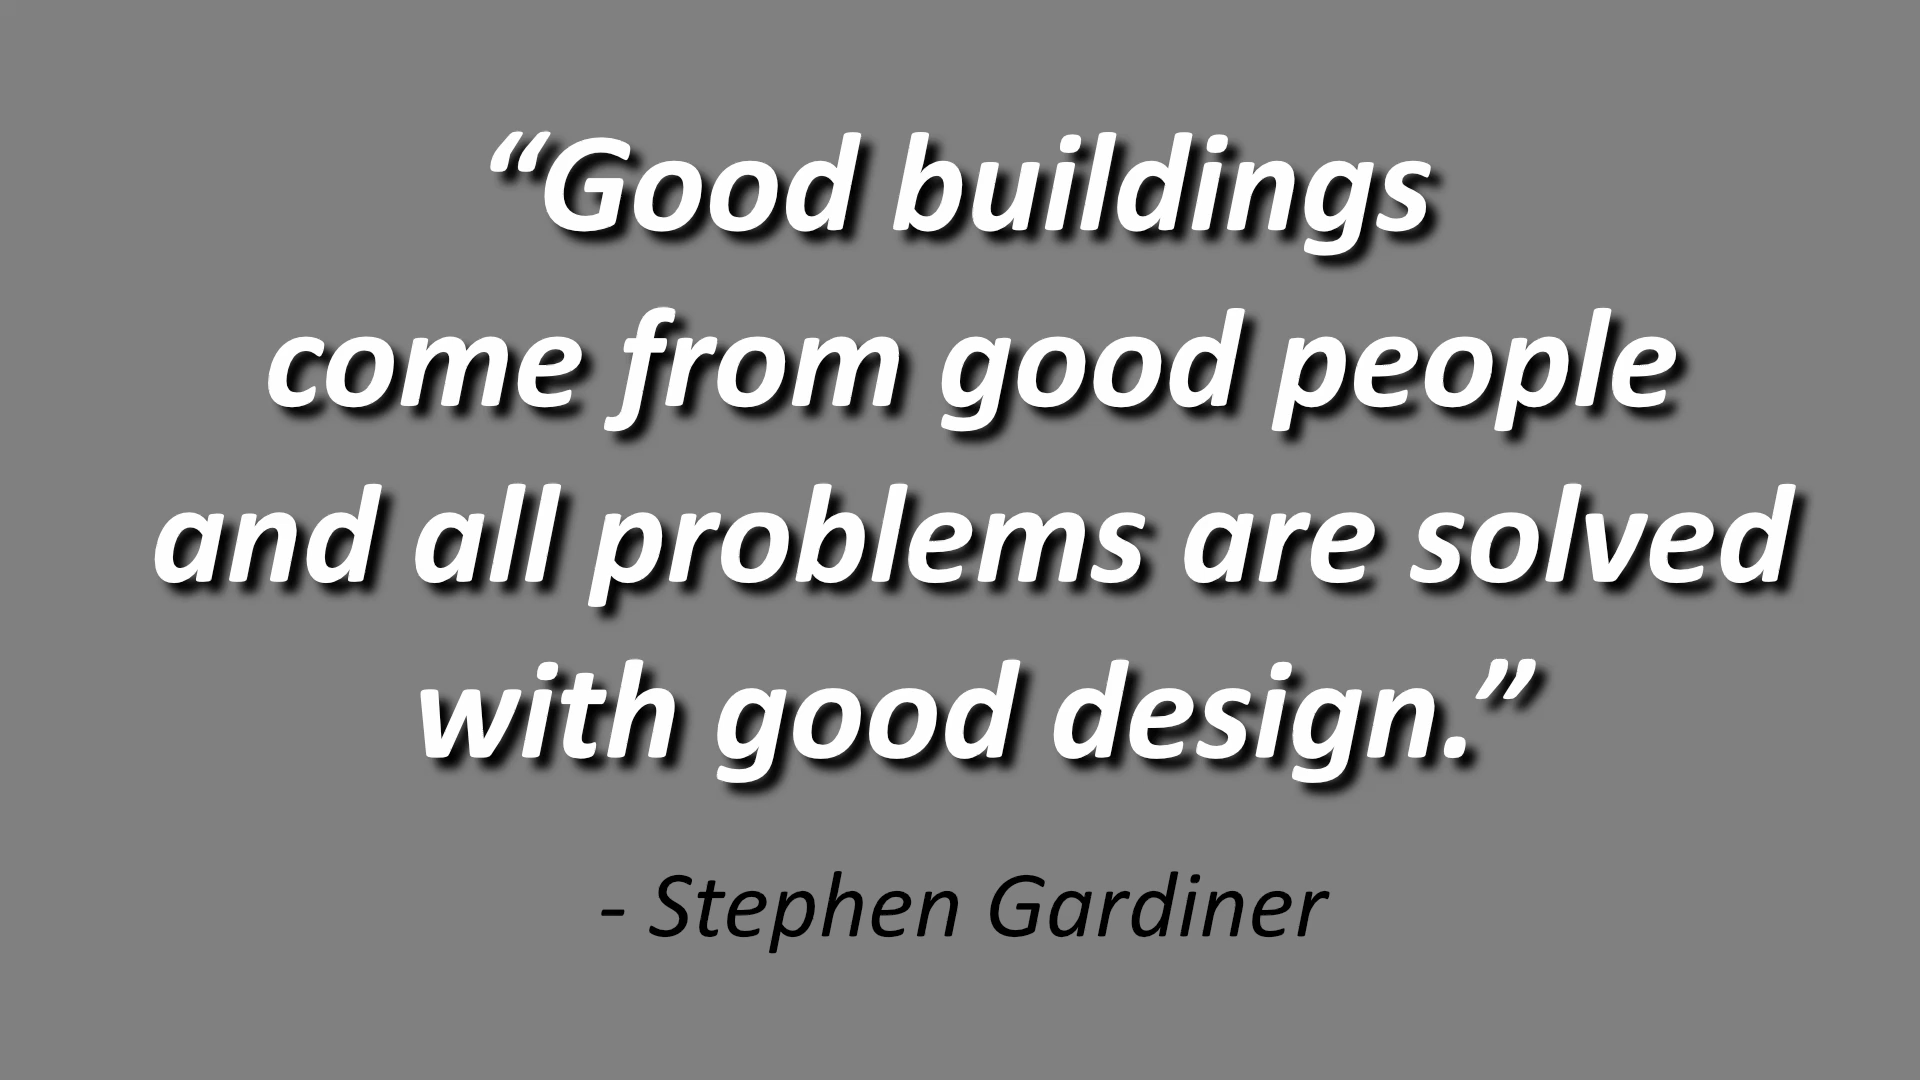 “Good buildings
come from good people
and all problems are solved
with good design.”
- Stephen Gardiner